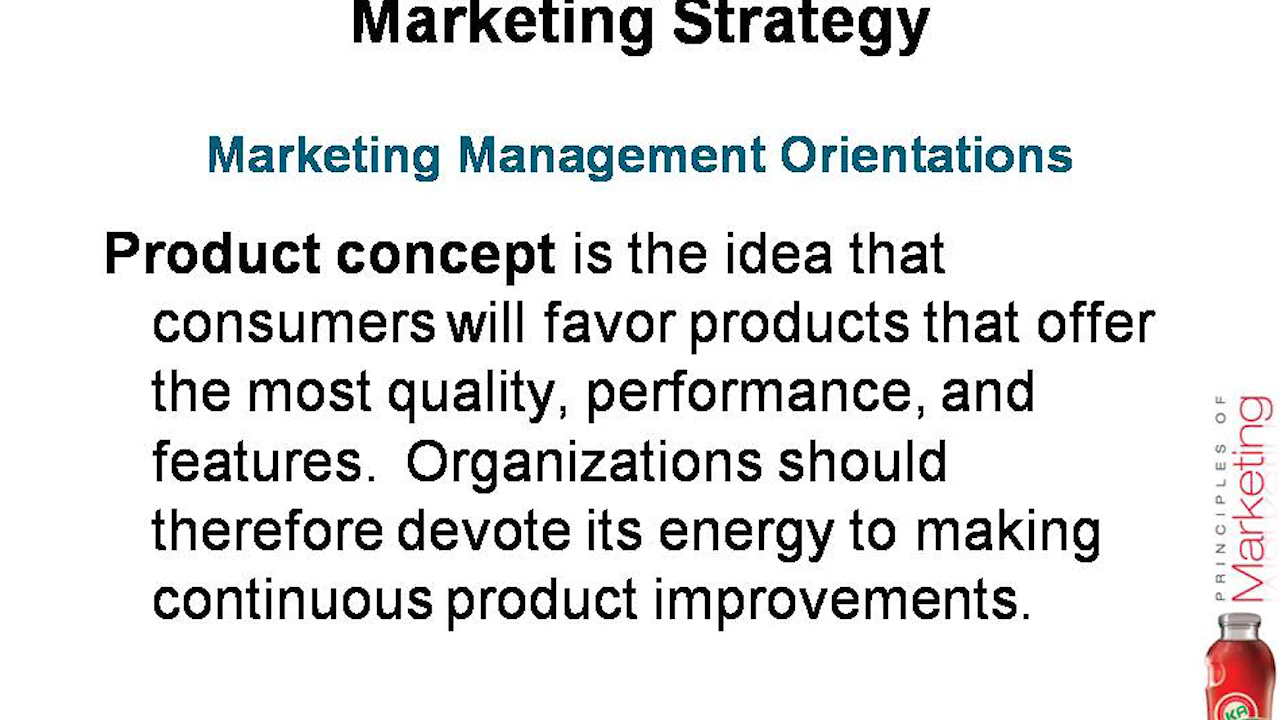 Marketing Strategy
Marketing Management Orientations
Product concept is the idea that
consumers will favor products that offer
the most quality, performance, and
features.  Organizations should
therefore devote its energy to making
continuous product improvements.
PRINCIPLES OF
Marketing
KA